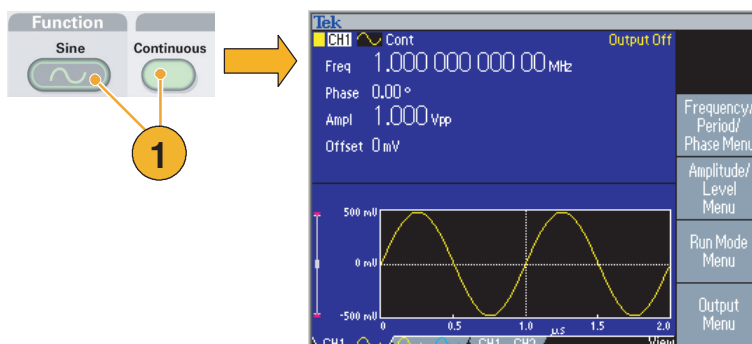 Function
Sine
Continuous
1
Tek
CH1 Cont
Output Off
Freq 1.000 000 000 00 MHz
Phase 0.00 °
Ampl 1.000 Vpp
Offset 0 mV
Frequency/
Period/
Phase Menu
Amplitude/
Level
Menu
Run Mode
Menu
Output
Menu
500 mV
0 mV
-500 mV
0 0.5 1.0 µs 1.5 2.0
CH1 CH1 CH2 View